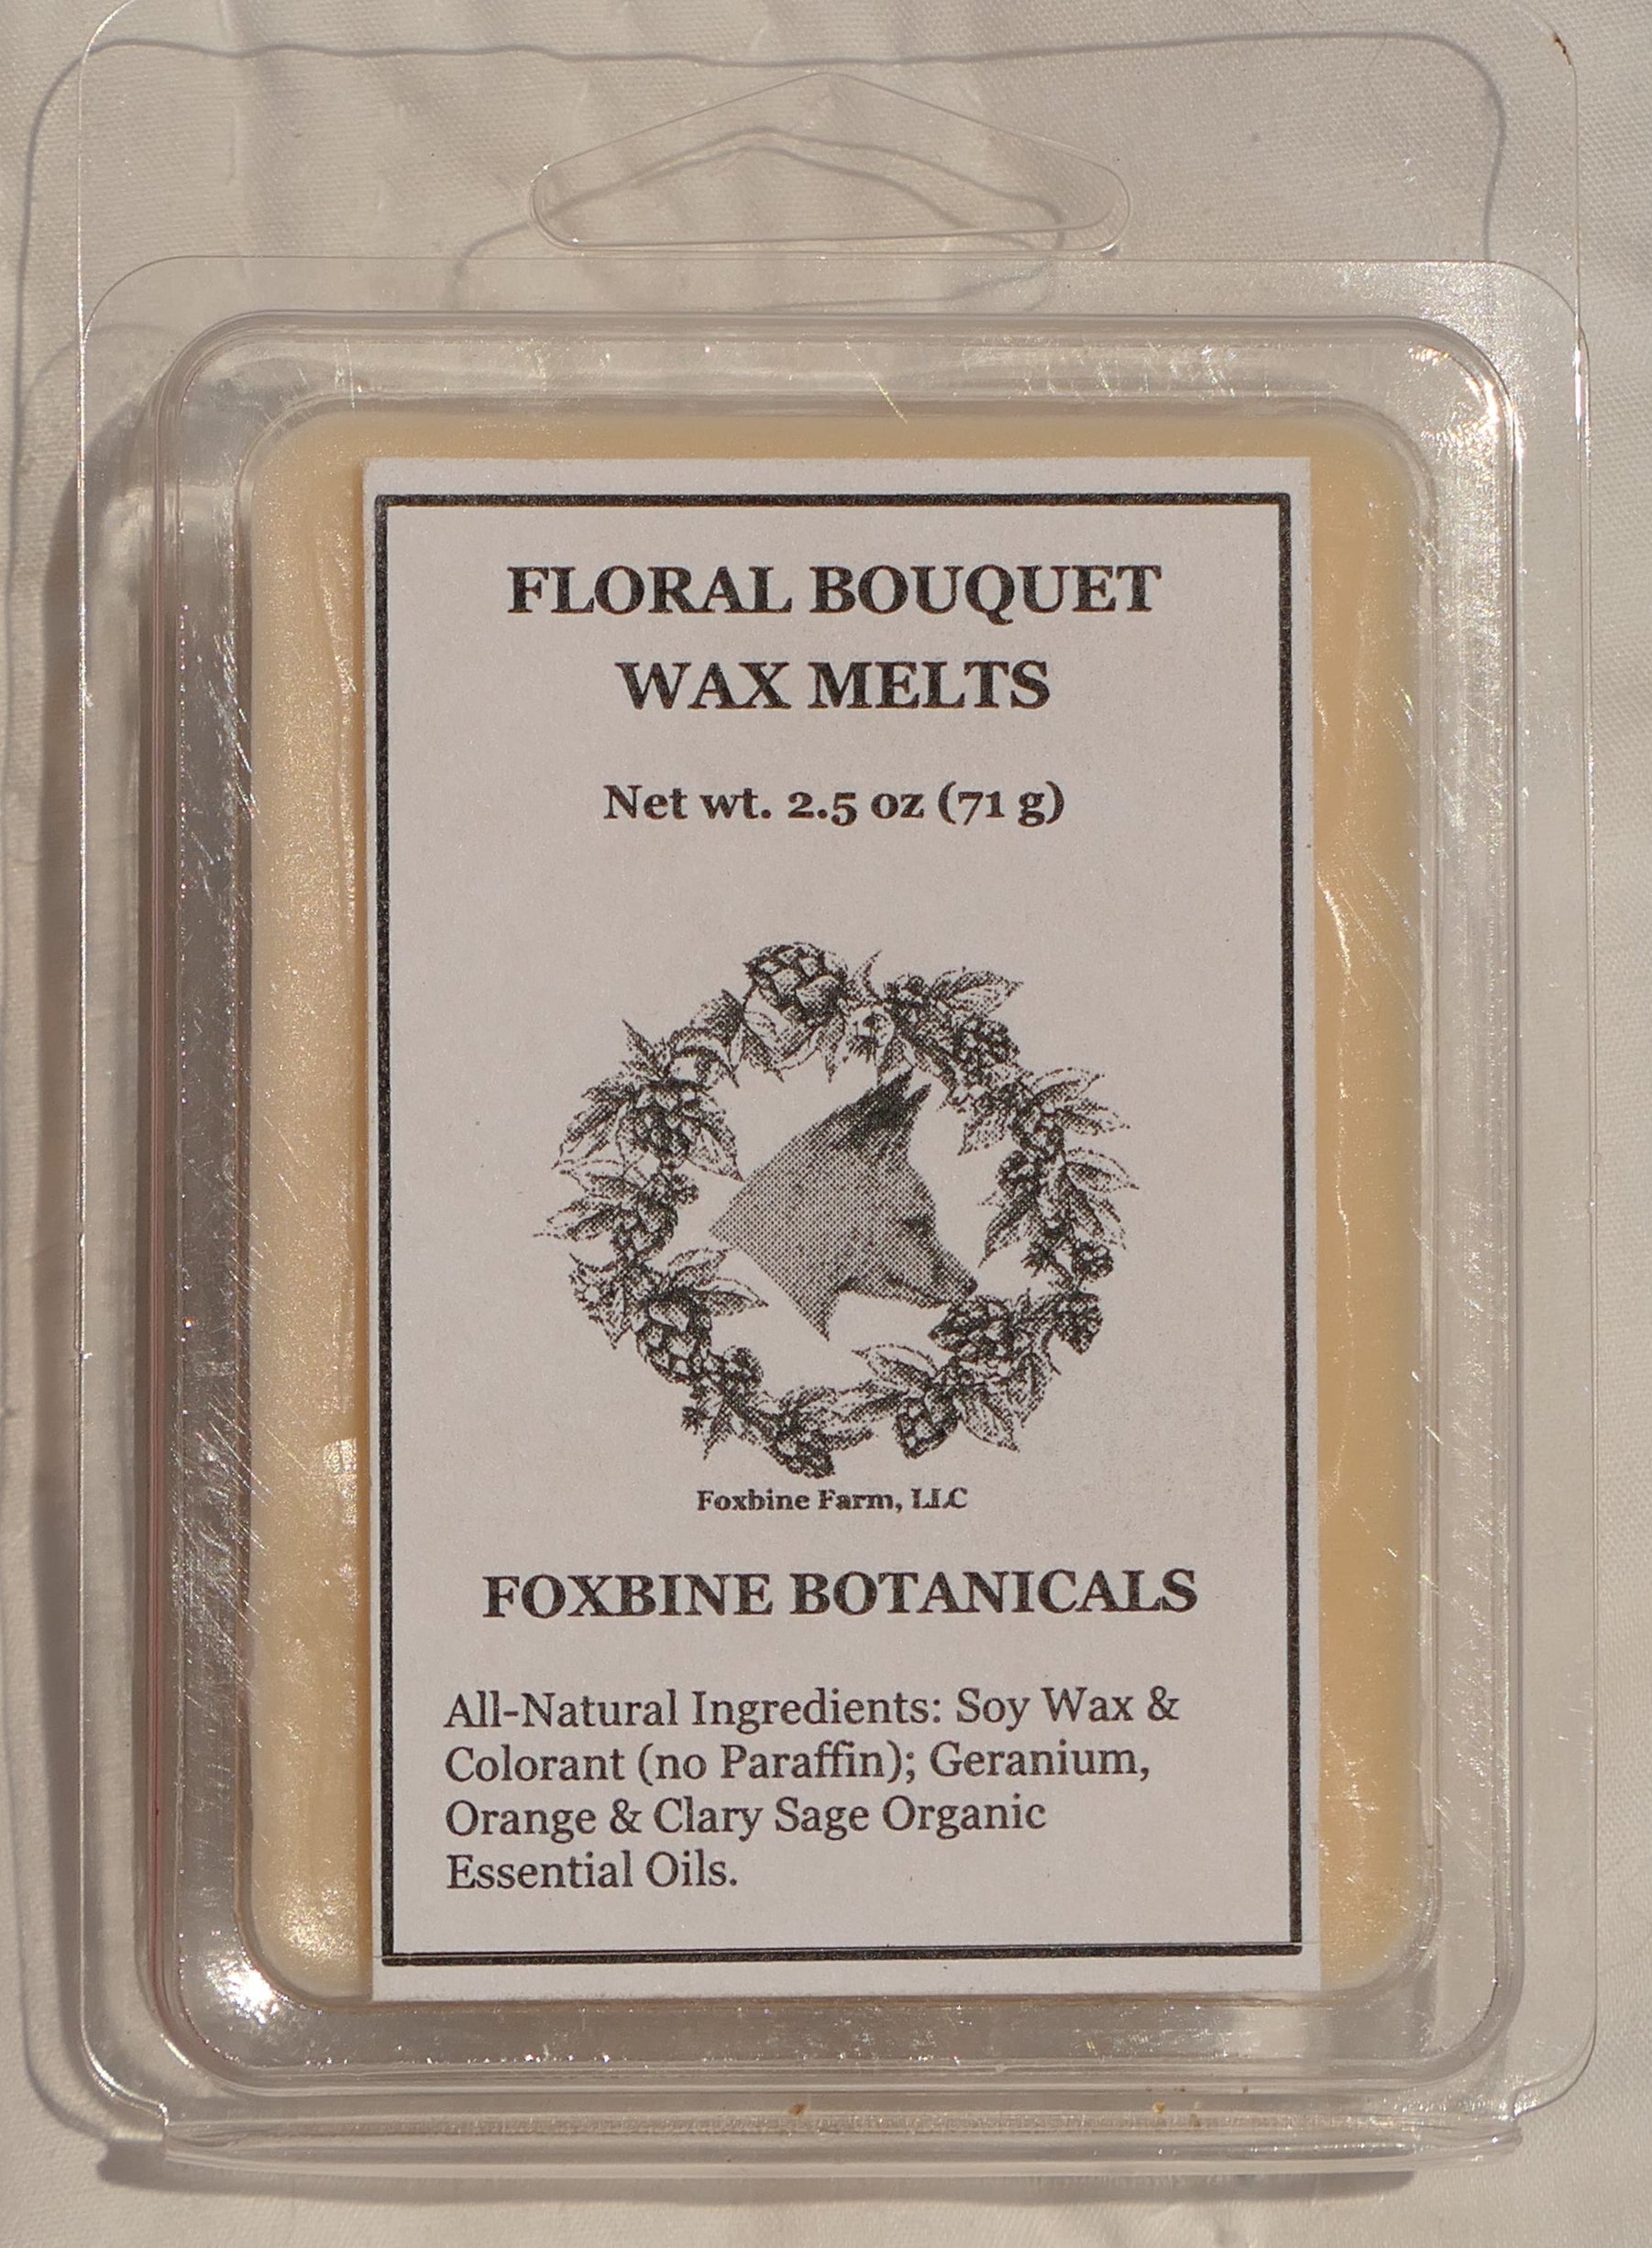 FLORAL BOUQUET
WAX MELTS
Net wt. 2.5 oz (71 g)
Foxbine Farm, LLC
FOXBINE BOTANICALS
All-Natural Ingredients: Soy Wax &
Colorant (no Paraffin); Geranium,
Orange & Clary Sage Organic
Essential Oils.